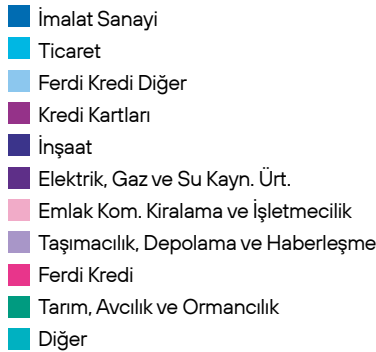 İmalat Sanayi
Ticaret
Ferdi Kredi Diğer
Kredi Kartları
İnşaat
Elektrik, Gaz ve Su Kayn. Ürt.
Emlak Kom. Kiralama ve İşletmecilik
Taşımacılık, Depolama ve Haberleşme
Ferdi Kredi
Tarım, Avcılık ve Ormancılık
Diğer